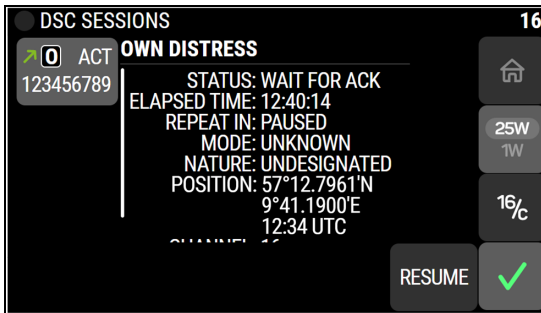 DSC SESSIONS
16
0 ACT
123456789
OWN DISTRESS
STATUS: WAIT FOR ACK
ELAPSED TIME: 12:40:14
REPEAT IN: PAUSED
MODE: UNKNOWN
NATURE: UNDESIGNATED
POSITION: 57°12.7961'N
9°41.1900'E
12:34 UTC
CHANNEL: 16
25W
1W
16/C
RESUME